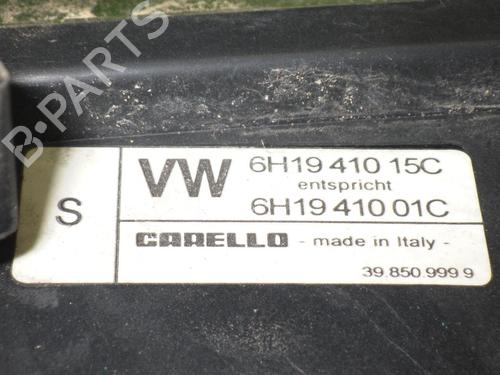 B-PARTS
VW 6H19 410 15C
entspricht
S 6H19 410 01C
CARELLO - made in Italy -
39.850.999 9